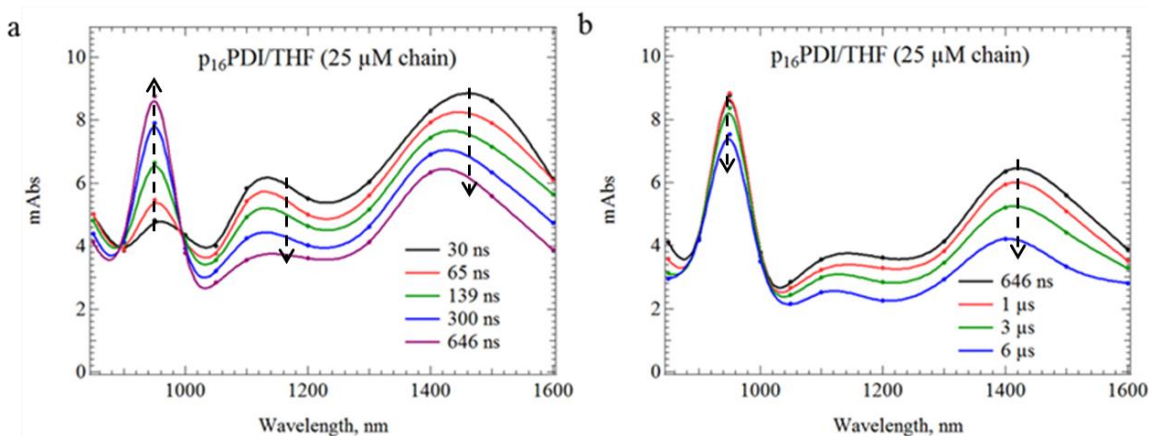 a
p₁₆PDI/THF (25 µM chain)
10
8
6
4
2
0
mAbs
30 ns
65 ns
139 ns
300 ns
646 ns
1000
1200
1400
1600
Wavelength, nm
b
p₁₆PDI/THF (25 µM chain)
10
8
6
4
2
0
mAbs
646 ns
1 µs
3 µs
6 µs
1000
1200
1400
1600
Wavelength, nm